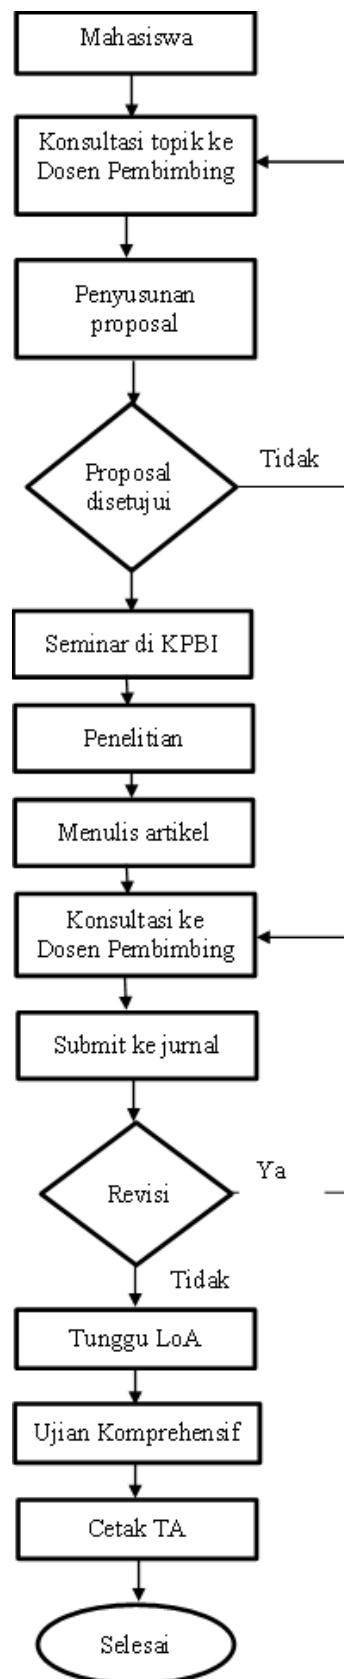 Mahasiswa
Konsultasi topik ke
Dosen Pembimbing
Penyusunan
proposal
Proposal
disetujui
Tidak
Seminar di KPBI
Penelitian
Menulis artikel
Konsultasi ke
Dosen Pembimbing
Submit ke jurnal
Revisi
Ya
Tidak
Tunggu LoA
Ujian Komprehensif
Cetak TA
Selesai